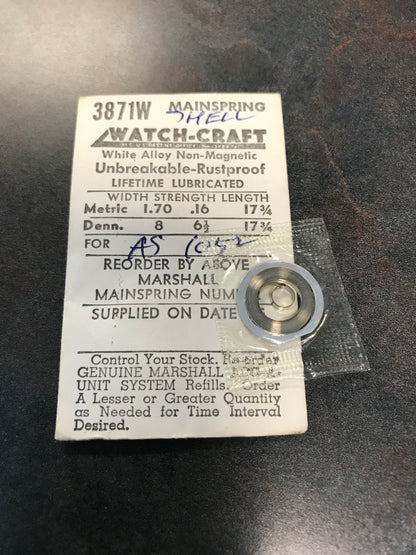 3871W MAINSPRING
SHELL
WATCH-CRAFT
White Alloy Non-Magnetic
Unbreakable-Rustproof
LIFETIME LUBRICATED
WIDTH STRENGTH LENGTH
Metric 1.70 .16 17¾
Denn. 8 6½ 17¾
FOR AS 1052
REORDER BY ABOVE
MARSHALL
MAINSPRING NUM
SUPPLIED ON DATE
Control Your Stock. Re-order
GENUINE MARSHALL
UNIT SYSTEM Refills. Order
A Lesser or Greater Quantity
as Needed for Time Interval
Desired.